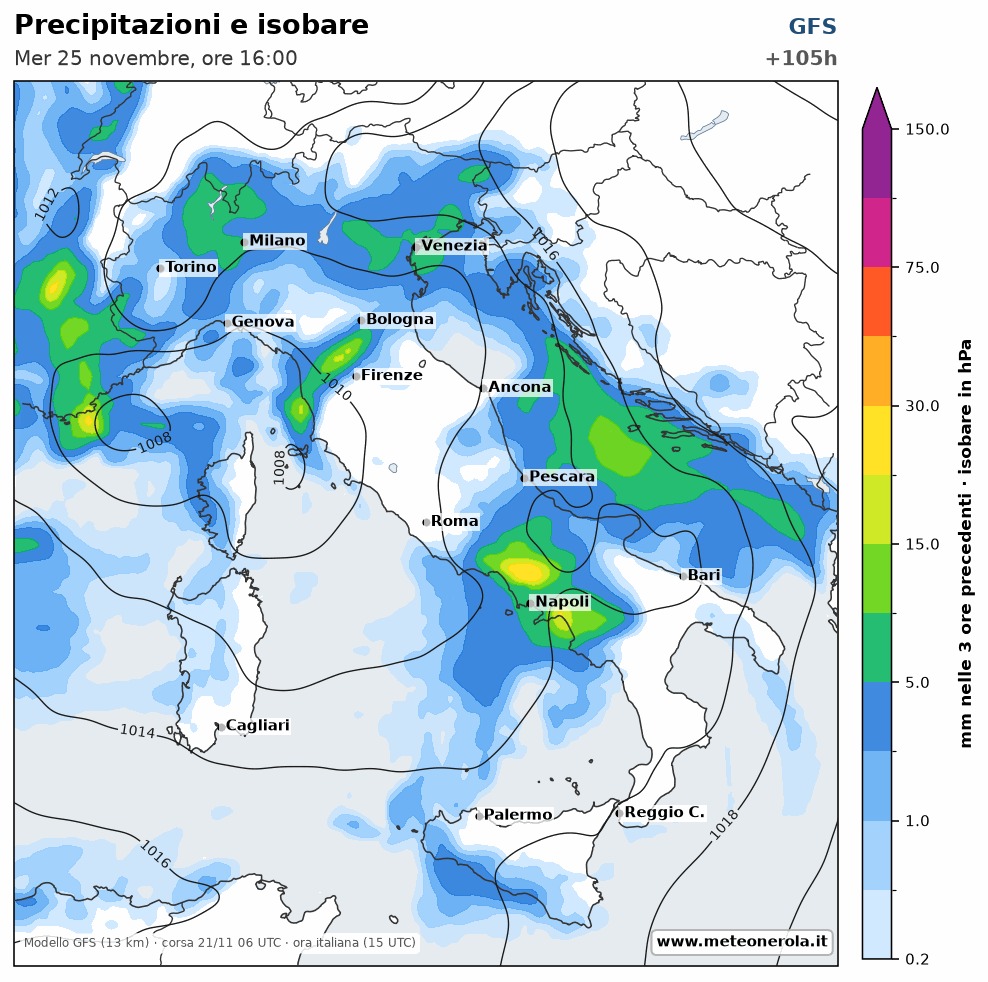 Precipitazioni e isobare
GFS
Mer 25 novembre, ore 16:00
+105h
150.0
75.0
30.0
15.0
5.0
1.0
0.2
mm nelle 3 ore precedenti · isobare in hPa
1012
1016
Milano
Venezia
Torino
Genova
Bologna
Firenze
1010
Ancona
1008
1008
Pescara
Roma
Bari
Napoli
Cagliari
1014
Palermo
Reggio C.
1018
1016
Modello GFS (13 km) · corsa 21/11 06 UTC · ora italiana (15 UTC)
www.meteonerola.it